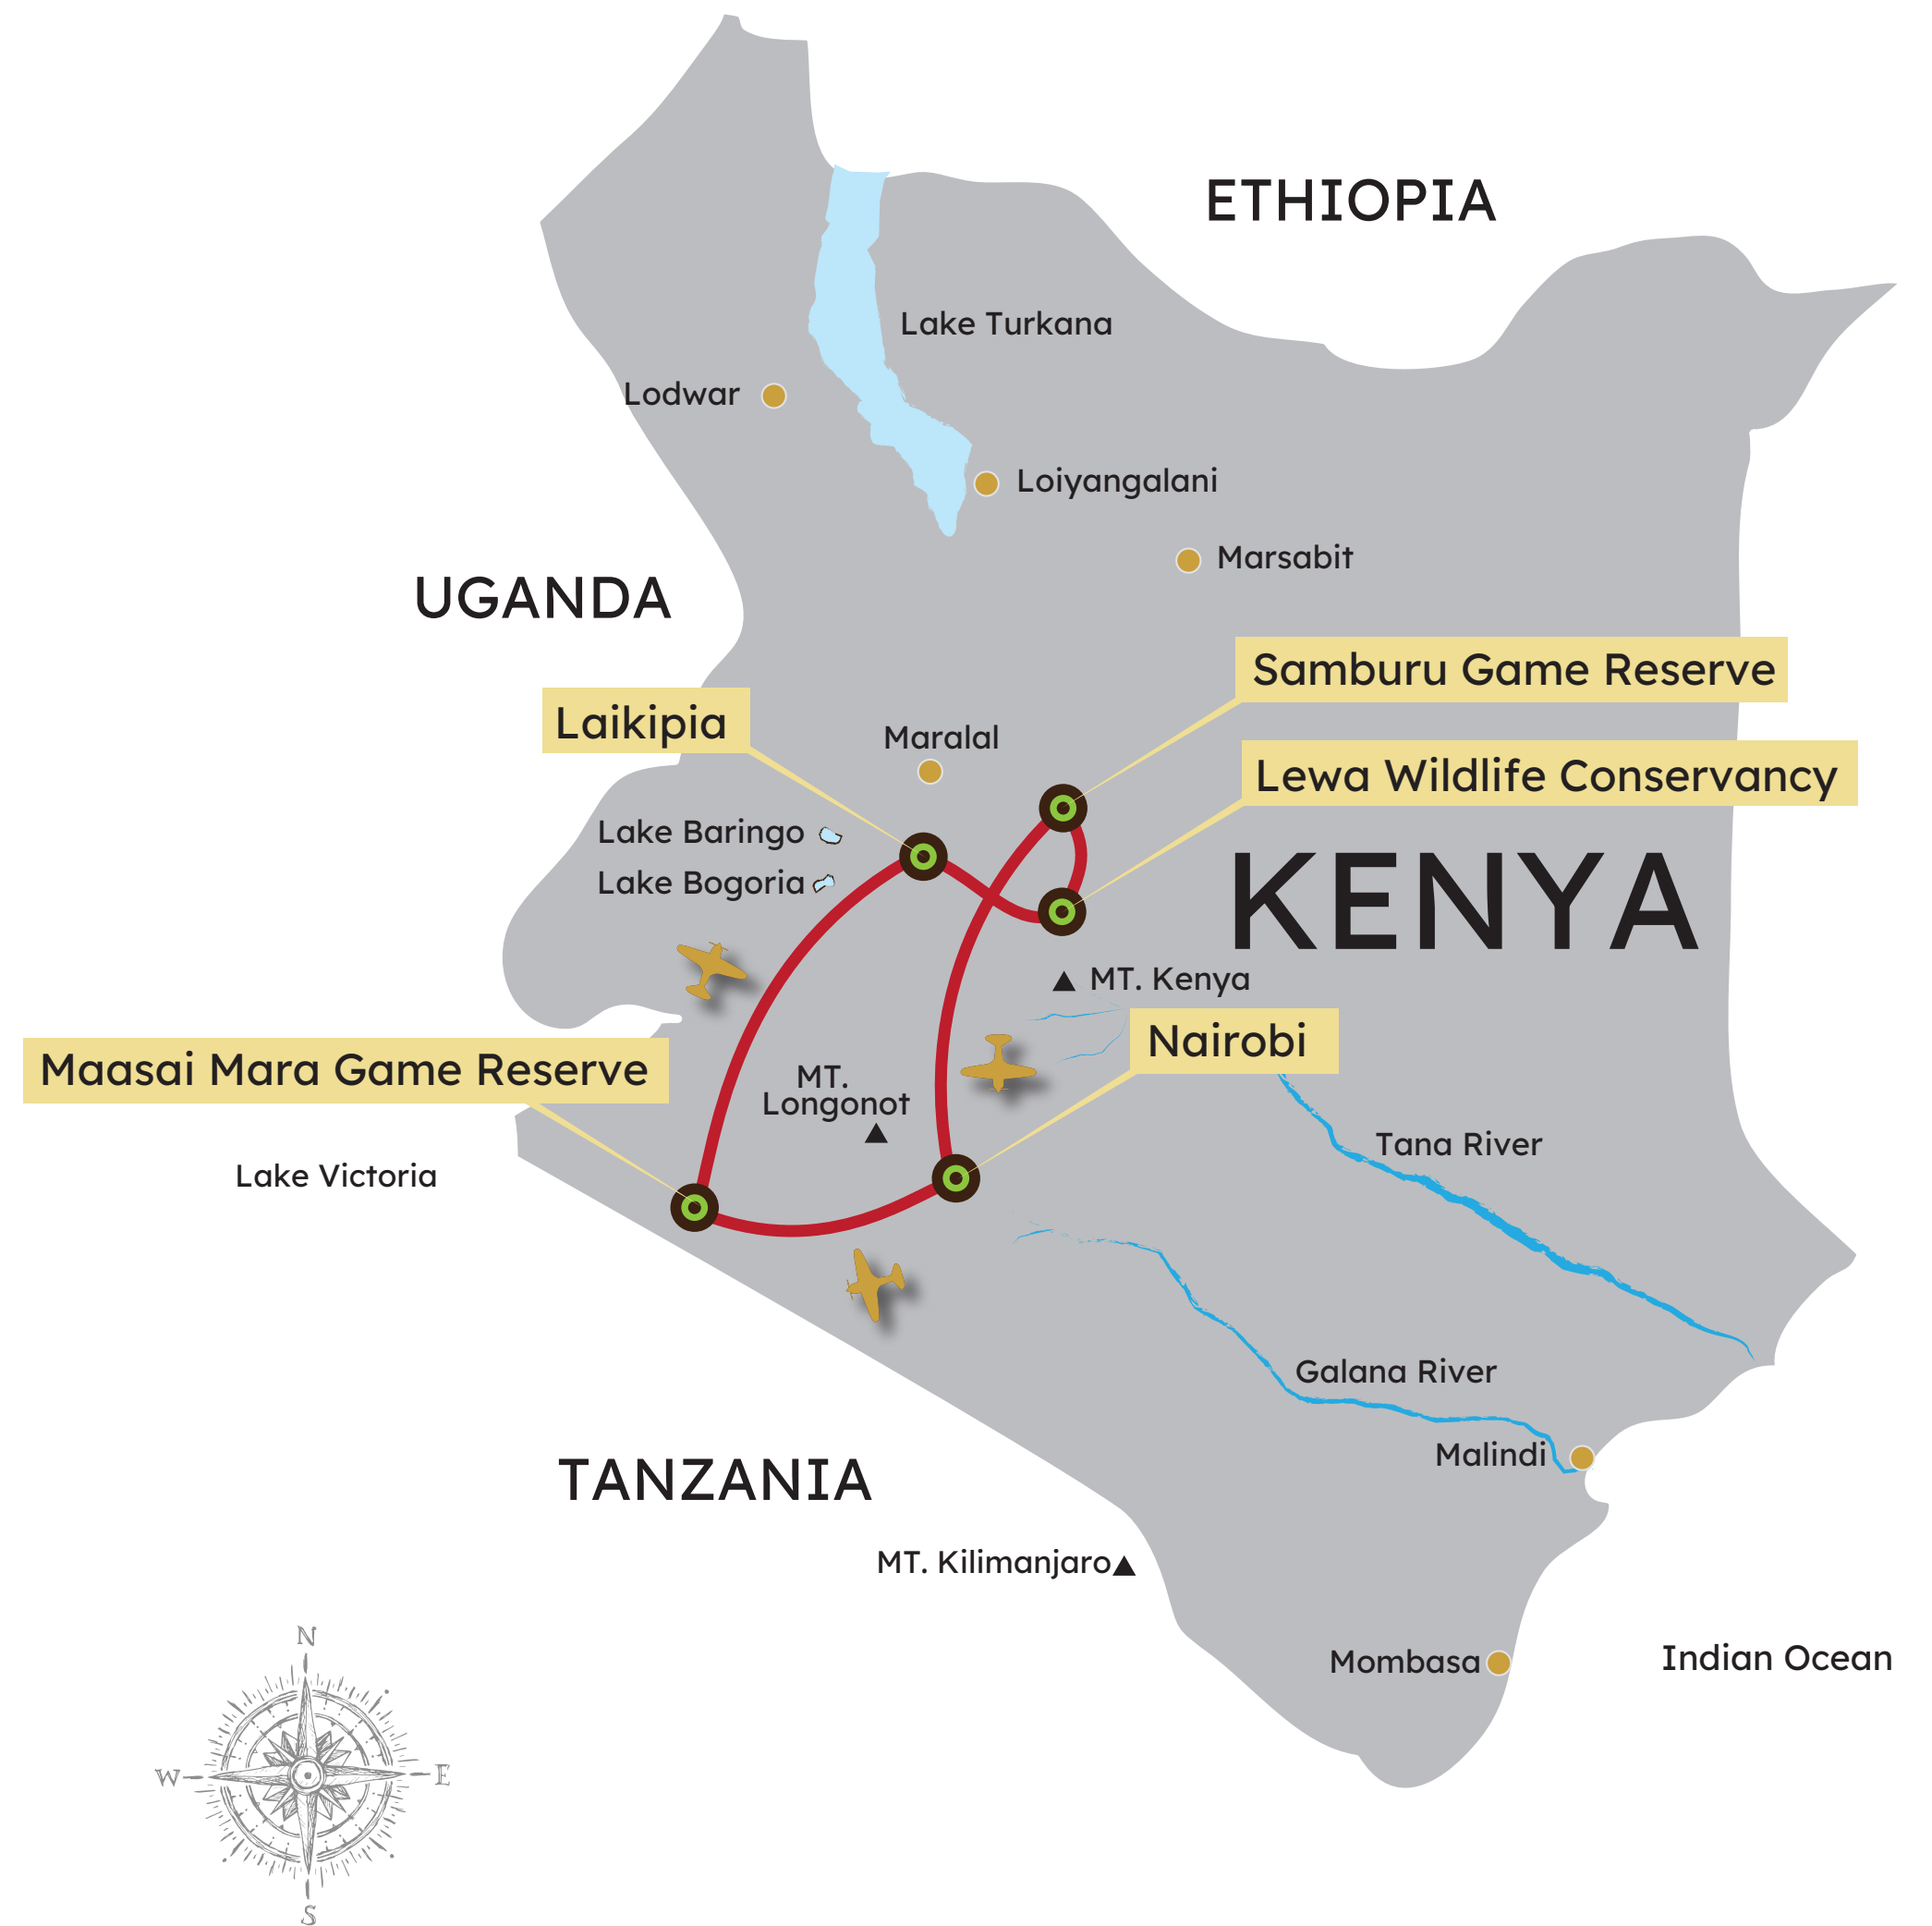 ETHIOPIA
Lake Turkana
Lodwar
Loiyangalani
Marsabit
UGANDA
Samburu Game Reserve
Laikipia
Maralal
Lewa Wildlife Conservancy
Lake Baringo
Lake Bogoria
KENYA
MT. Kenya
Nairobi
Maasai Mara Game Reserve
MT.
Longonot
Tana River
Lake Victoria
Galana River
Malindi
TANZANIA
MT. Kilimanjaro
Mombasa
Indian Ocean
N
W
E
S